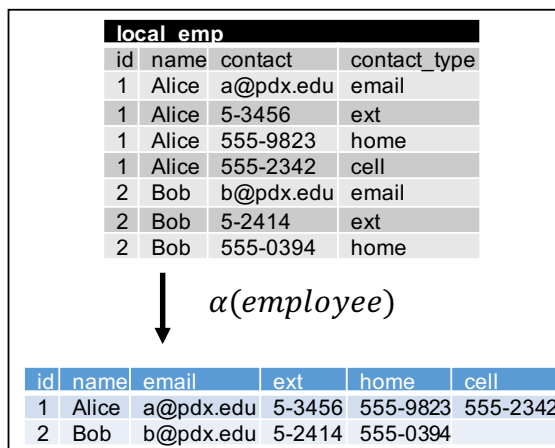 local_emp
id name contact contact_type
1 Alice a@pdx.edu email
1 Alice 5-3456 ext
1 Alice 555-9823 home
1 Alice 555-2342 cell
2 Bob b@pdx.edu email
2 Bob 5-2414 ext
2 Bob 555-0394 home
α(employee)
id name email ext home cell
1 Alice a@pdx.edu 5-3456 555-9823 555-2342
2 Bob b@pdx.edu 5-2414 555-0394